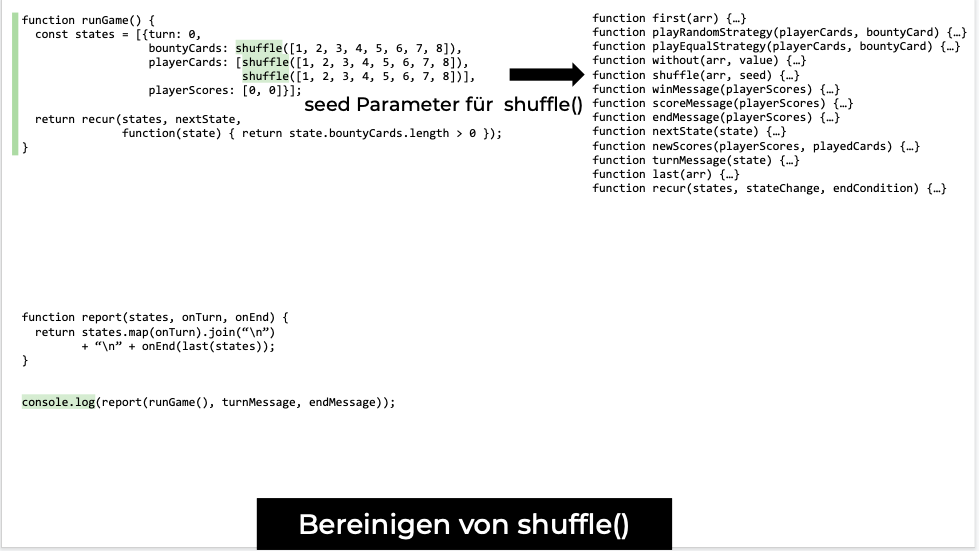 function runGame() {
const states = [{turn: 0,
bountyCards: shuffle([1, 2, 3, 4, 5, 6, 7, 8]),
playerCards: [shuffle([1, 2, 3, 4, 5, 6, 7, 8]),
shuffle([1, 2, 3, 4, 5, 6, 7, 8])],
playerScores: [0, 0]}];
return recur(states, nextState,
function(state) { return state.bountyCards.length > 0 });
}
seed Parameter für shuffle()
function first(arr) {…}
function playRandomStrategy(playerCards, bountyCard) {…}
function playEqualStrategy(playerCards, bountyCard) {…}
function without(arr, value) {…}
function shuffle(arr, seed) {…}
function winMessage(playerScores) {…}
function scoreMessage(playerScores) {…}
function endMessage(playerScores) {…}
function nextState(state) {…}
function newScores(playerScores, playedCards) {…}
function turnMessage(state) {…}
function last(arr) {…}
function recur(states, stateChange, endCondition) {…}
function report(states, onTurn, onEnd) {
return states.map(onTurn).join(“\n”)
+ “\n” + onEnd(last(states));
}
console.log(report(runGame(), turnMessage, endMessage));
Bereinigen von shuffle()